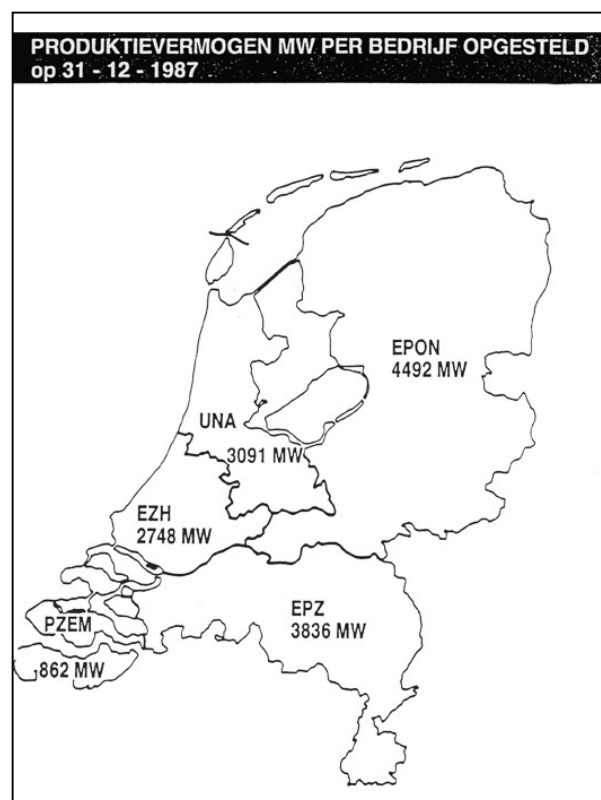 PRODUKTIEVERMOGEN MW PER BEDRIJF OPGESTELD
op 31 - 12 - 1987
EPON
4492 MW
UNA
3091 MW
EZH
2748 MW
EPZ
3836 MW
PZEM
862 MW